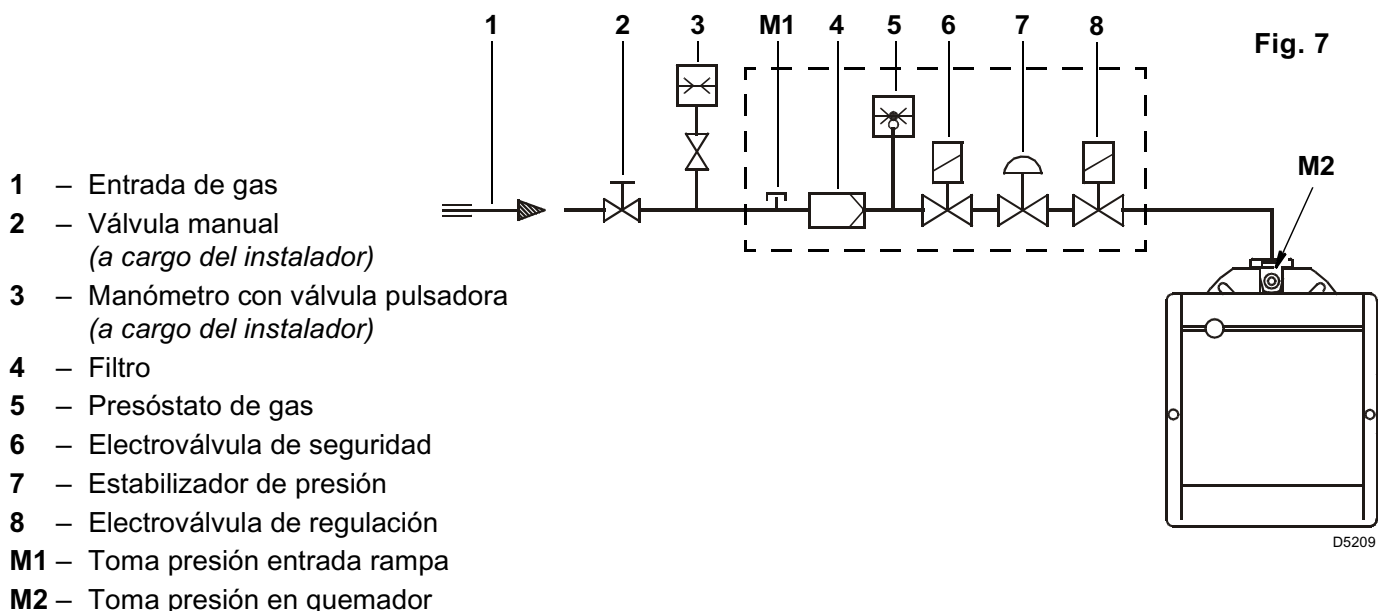 1 2 3 M1 4 5 6 7 8
Fig. 7
M2
1 – Entrada de gas
2 – Válvula manual
(a cargo del instalador)
3 – Manómetro con válvula pulsadora
(a cargo del instalador)
4 – Filtro
5 – Presóstato de gas
6 – Electroválvula de seguridad
7 – Estabilizador de presión
8 – Electroválvula de regulación
M1 – Toma presión entrada rampa
M2 – Toma presión en quemador
D5209